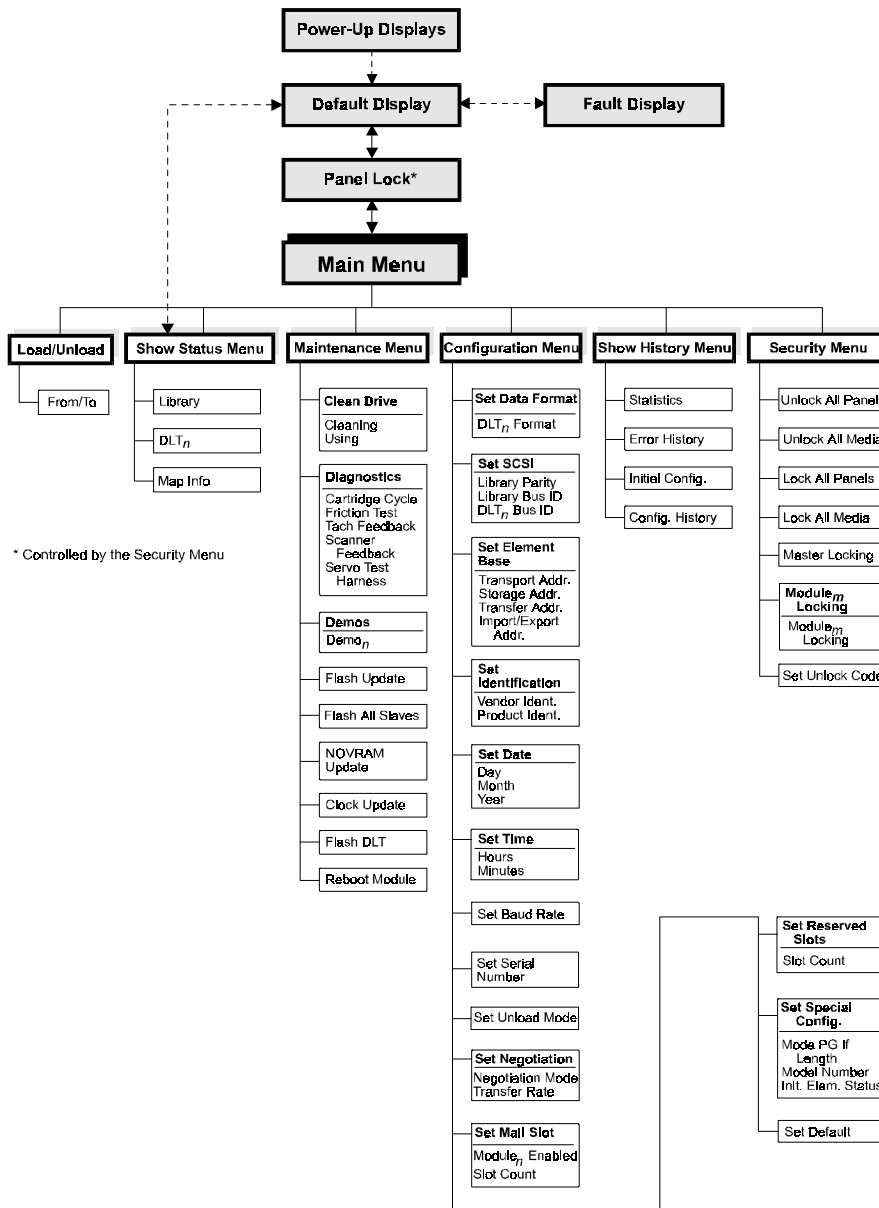 Power-Up Displays
Default Display
Fault Display
Panel Lock*
Main Menu
Load/Unload
From/To
Show Status Menu
Library
DLTn
Map Info
* Controlled by the Security Menu
Maintenance Menu
Clean Drive
Cleaning
Using
Diagnostics
Cartridge Cycle
Friction Test
Tach Feedback
Scanner
Feedback
Servo Test
Harness
Demos
Demon
Flash Update
Flash All Slaves
NOVRAM
Update
Clock Update
Flash DLT
Reboot Module
Configuration Menu
Set Data Format
DLTn Format
Set SCSI
Library Parity
Library Bus ID
DLTn Bus ID
Set Element
Base
Transport Addr.
Storage Addr.
Transfer Addr.
Import/Export
Addr.
Set
Identification
Vendor Ident.
Product Ident.
Set Date
Day
Month
Year
Set Time
Hours
Minutes
Set Baud Rate
Set Serial
Number
Set Unload Mode
Set Negotiation
Negotiation Mode
Transfer Rate
Set Mail Slot
Modulen Enabled
Slot Count
Show History Menu
Statistics
Error History
Initial Config.
Config. History
Security Menu
Unlock All Panel
Unlock All Media
Lock All Panels
Lock All Media
Master Locking
Modulem
Locking
Modulem
Locking
Set Unlock Code
Set Reserved
Slots
Slot Count
Set Special
Config.
Mode PG If
Length
Model Number
Init. Elem. Status
Set Default